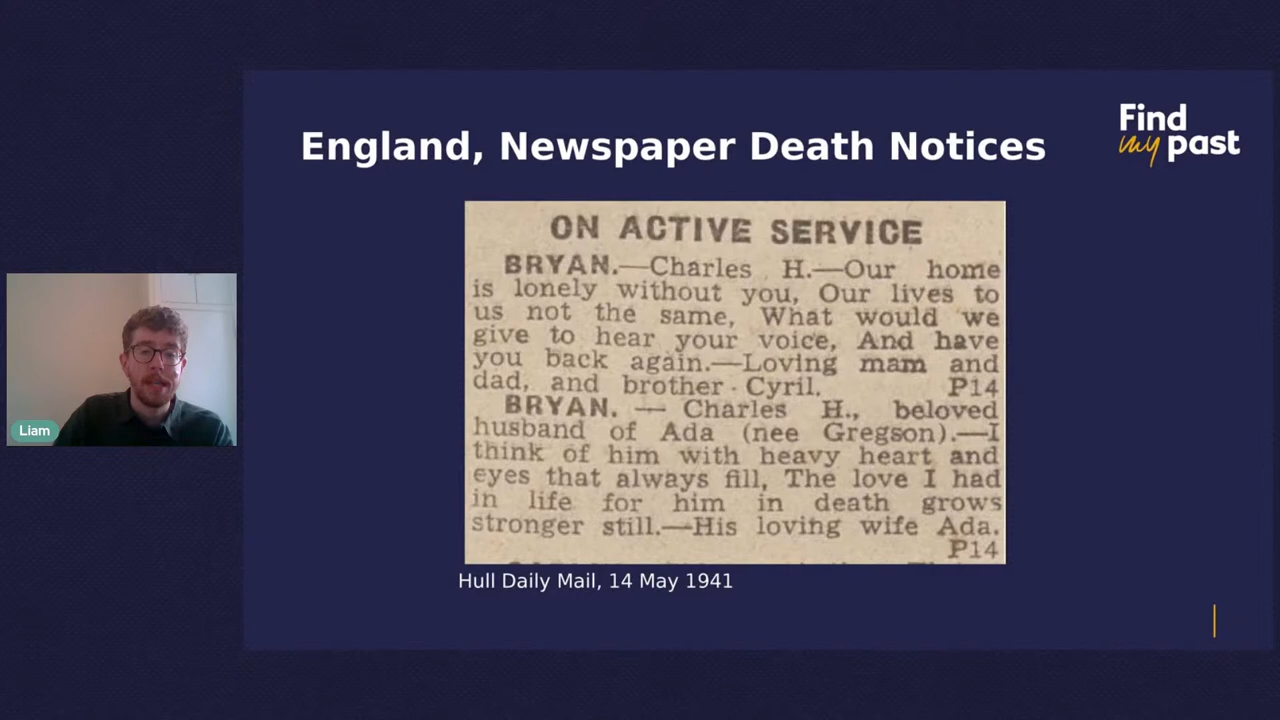 England, Newspaper Death Notices
Find
my past
ON ACTIVE SERVICE
BRYAN.—Charles H.—Our home
is lonely without you, Our lives to
us not the same, What would we
give to hear your voice, And have
you back again.—Loving mam and
dad, and brother Cyril. P14
BRYAN. — Charles H., beloved
husband of Ada (nee Gregson).—I
think of him with heavy heart and
eyes that always fill, The love I had
in life for him in death grows
stronger still.—His loving wife Ada.
P14
Hull Daily Mail, 14 May 1941
Liam